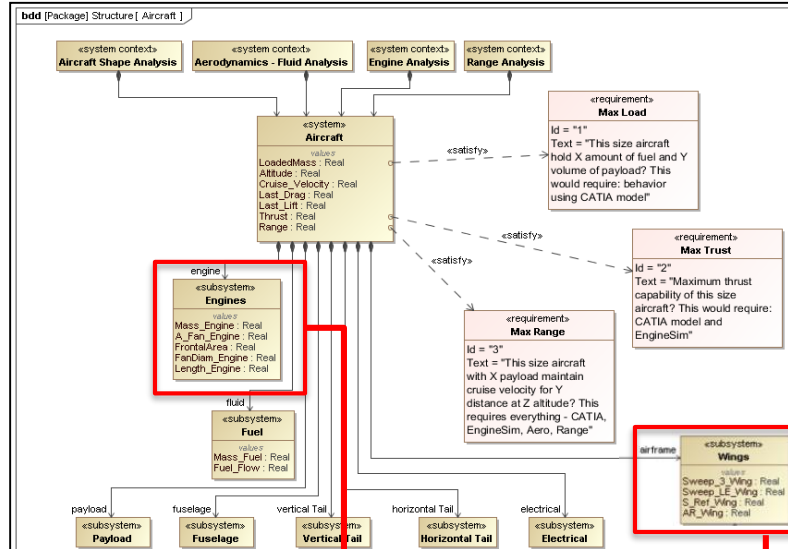 bdd [Package] Structure [ Aircraft ]
«system context»
Aircraft Shape Analysis
«system context»
Aerodynamics - Fluid Analysis
«system context»
Engine Analysis
«system context»
Range Analysis
«system»
Aircraft
values
LoadedMass : Real
Altitude : Real
Cruise_Velocity : Real
Last_Drag : Real
Last_Lift : Real
Thrust : Real
Range : Real
«satisfy»
«requirement»
Max Load
Id = "1"
Text = "This size aircraft
hold X amount of fuel and Y
volume of payload? This
would require: behavior
using CATIA model"
«satisfy»
«requirement»
Max Trust
Id = "2"
Text = "Maximum thrust
capability of this size
aircraft? This would require:
CATIA model and
EngineSim"
«satisfy»
«requirement»
Max Range
Id = "3"
Text = "This size aircraft
with X payload maintain
cruise velocity for Y
distance at Z altitude? This
requires everything - CATIA,
EngineSim, Aero, Range"
engine
«subsystem»
Engines
values
Mass_Engine : Real
A_Fan_Engine : Real
FrontalArea : Real
FanDiam_Engine : Real
Length_Engine : Real
fluid
«subsystem»
Fuel
values
Mass_Fuel : Real
Fuel_Flow : Real
airframe
«subsystem»
Wings
values
Sweep_3_Wing : Real
Sweep_LE_Wing : Real
S_Ref_Wing : Real
AR_Wing : Real
payload
«subsystem»
Payload
fuselage
«subsystem»
Fuselage
vertical Tail
«subsystem»
Vertical Tail
horizontal Tail
«subsystem»
Horizontal Tail
electrical
«subsystem»
Electrical